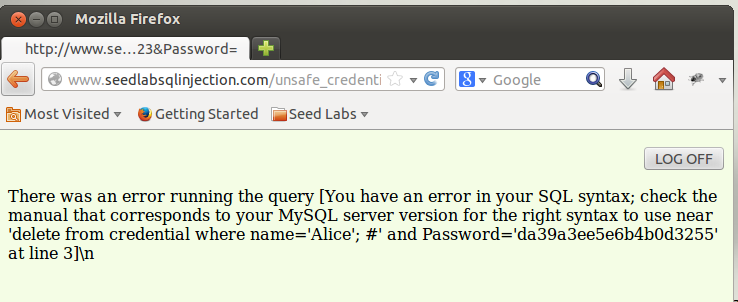 Mozilla Firefox
http://www.se...23&Password=
www.seedlabsqlinjection.com/unsafe_credenti
Google
Most Visited
Getting Started
Seed Labs
LOG OFF
There was an error running the query [You have an error in your SQL syntax; check the
manual that corresponds to your MySQL server version for the right syntax to use near
'delete from credential where name='Alice'; #' and Password='da39a3ee5e6b4b0d3255'
at line 3]\n